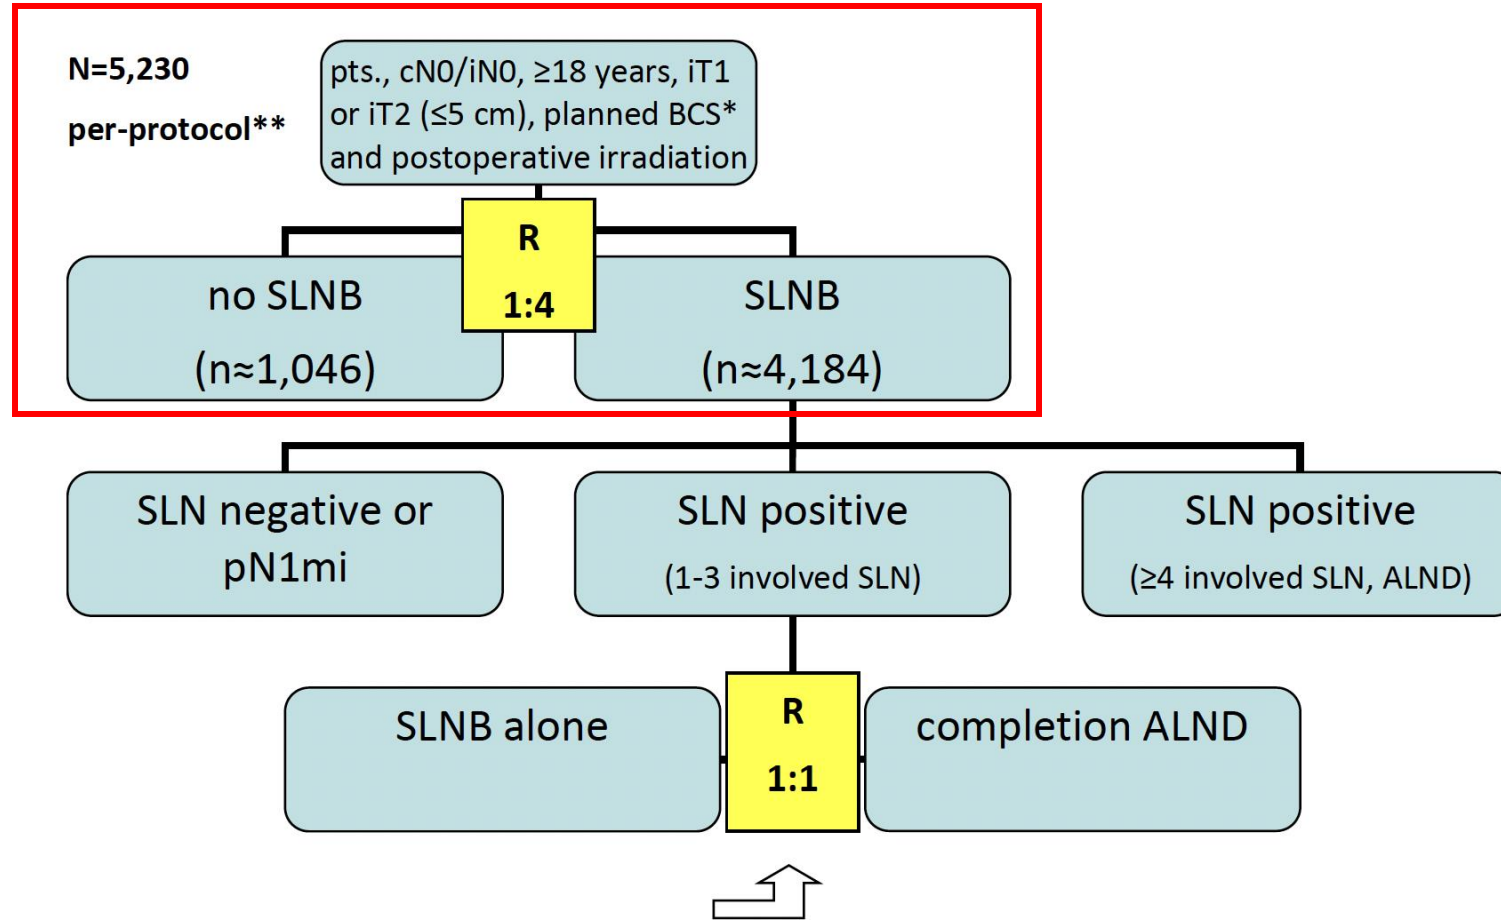 N=5,230
per-protocol**
pts., cN0/iN0, ≥18 years, iT1
or iT2 (≤5 cm), planned BCS*
and postoperative irradiation
R
1:4
no SLNB
(n≈1,046)
SLNB
(n≈4,184)
SLN negative or
pN1mi
SLN positive
(1-3 involved SLN)
SLN positive
(≥4 involved SLN, ALND)
SLNB alone
R
1:1
completion ALND